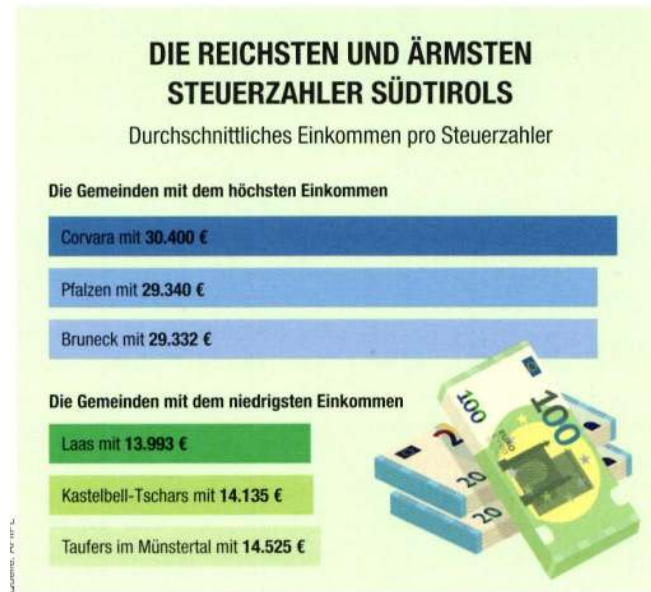 DIE REICHSTEN UND ÄRMSTEN
STEUERZAHLER SÜDTIROLS
Durchschnittliches Einkommen pro Steuerzahler
Die Gemeinden mit dem höchsten Einkommen
Corvara mit 30.400 €
Pfalzen mit 29.340 €
Bruneck mit 29.332 €
Die Gemeinden mit dem niedrigsten Einkommen
Laas mit 13.993 €
Kastelbell-Tschars mit 14.135 €
Taufers im Münstertal mit 14.525 €
100
100
EURO
20
20